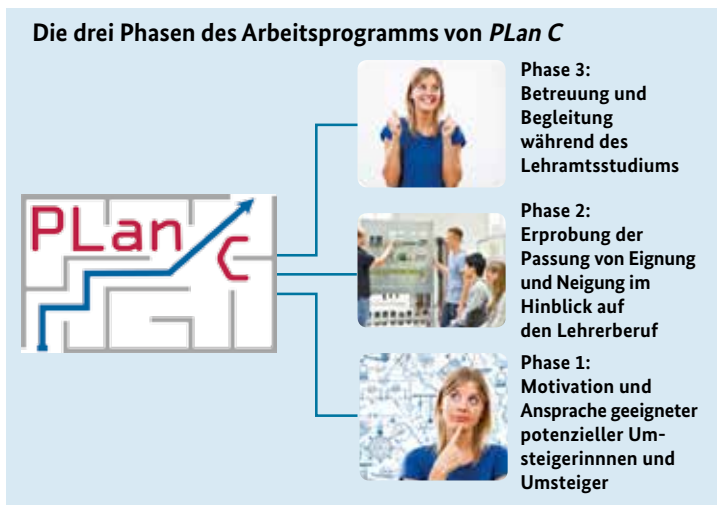 Die drei Phasen des Arbeitsprogramms von PLan C
PLan C
Phase 3:
Betreuung und
Begleitung
während des
Lehramtsstudiums
Phase 2:
Erprobung der
Passung von Eignung
und Neigung im
Hinblick auf
den Lehrerberuf
Phase 1:
Motivation und
Ansprache geeigneter
potenzieller Um-
steigerinnnen und
Umsteiger